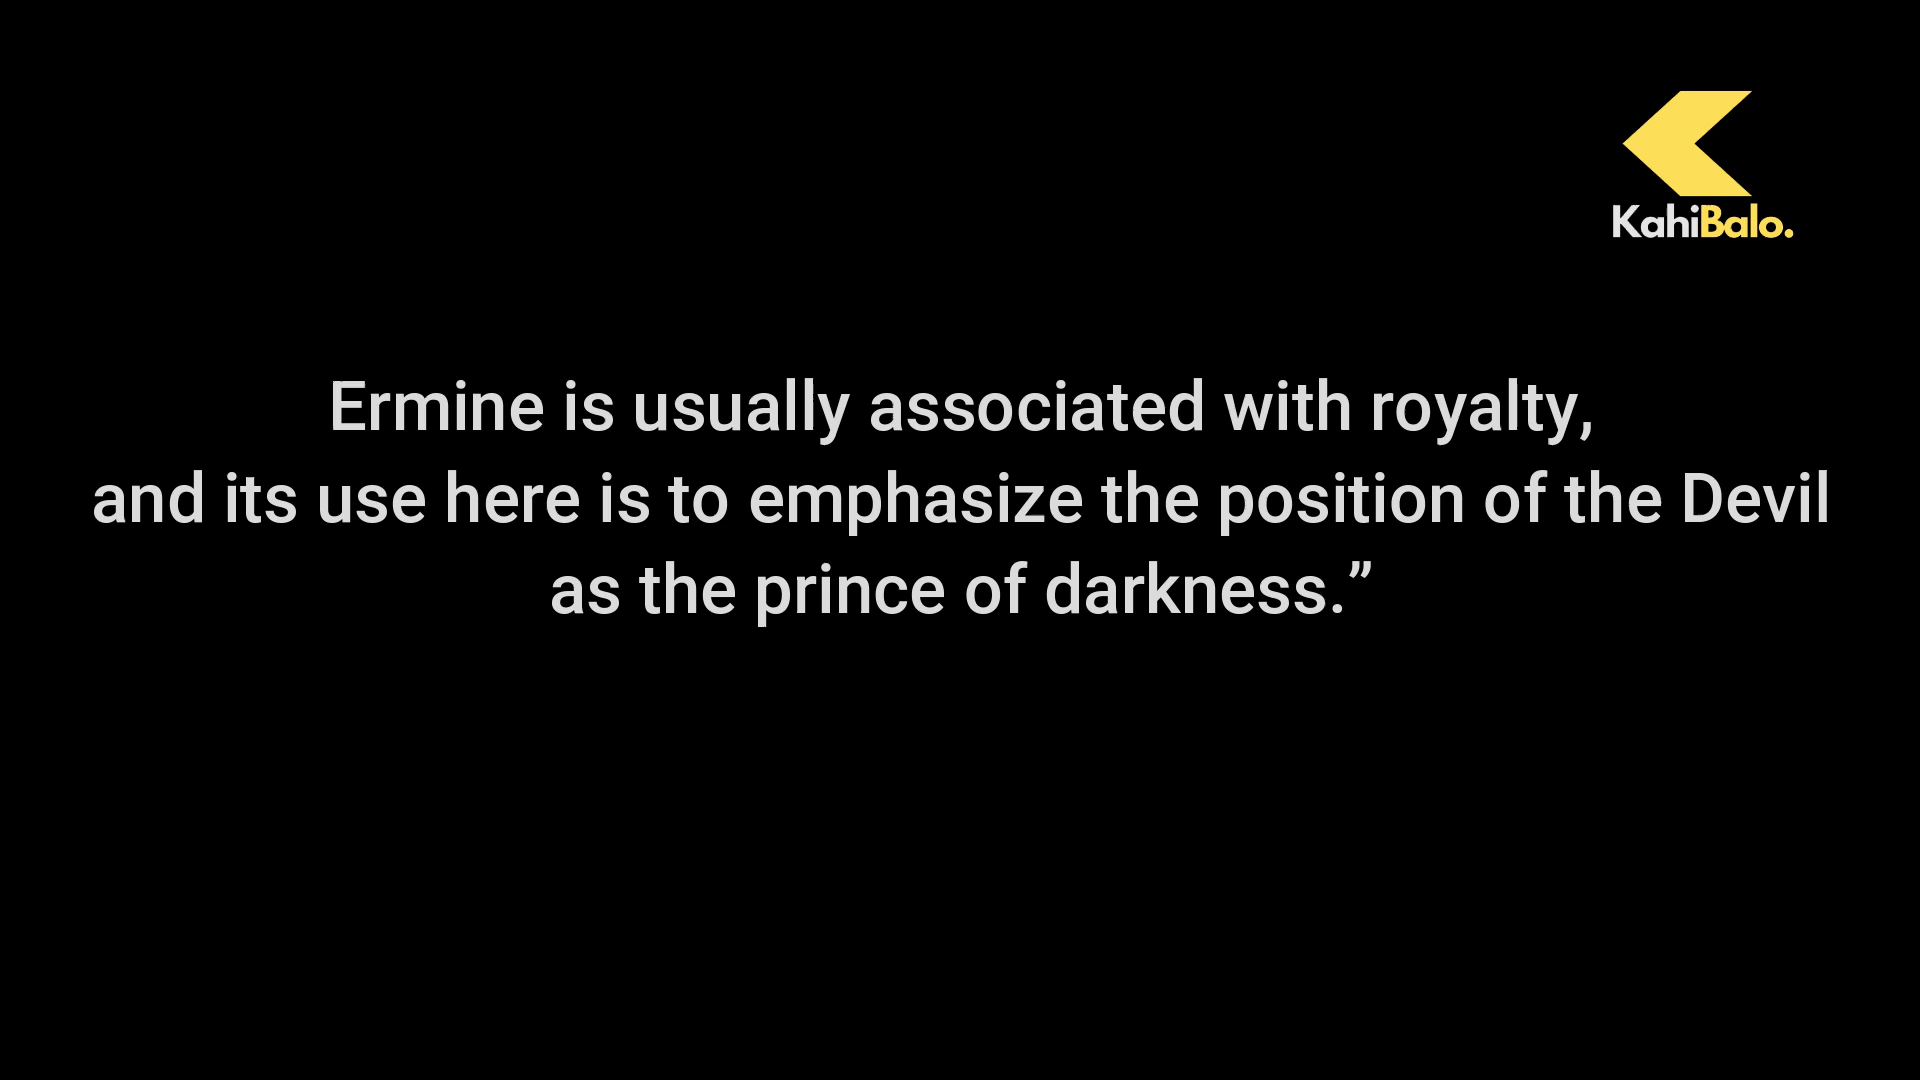 KahiBalo.
Ermine is usually associated with royalty,
and its use here is to emphasize the position of the Devil
as the prince of darkness.”